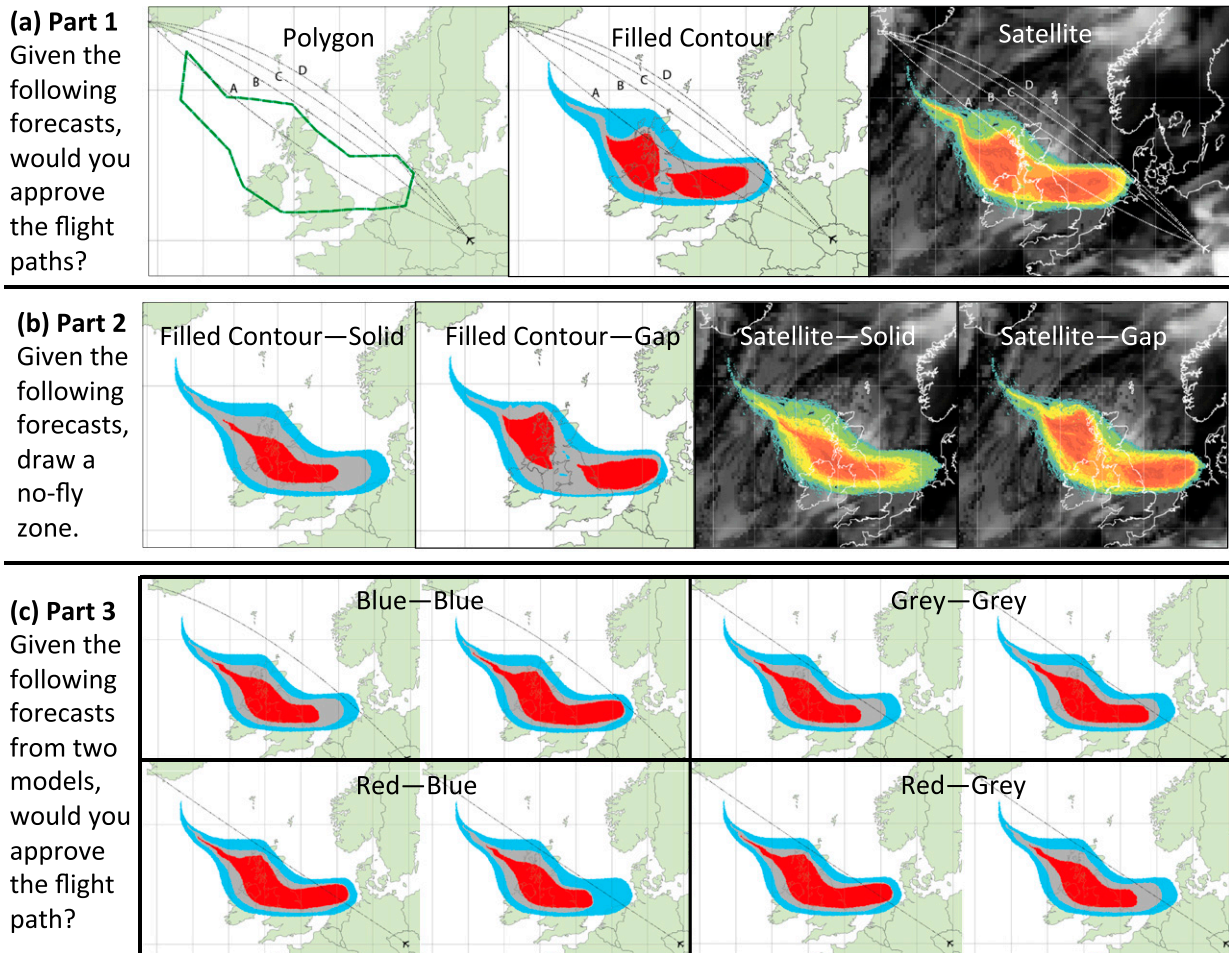 (a) Part 1
Given the
following
forecasts,
would you
approve
the flight
paths?
Polygon
A B C D
Filled Contour
A B C D
Satellite
A B C D
(b) Part 2
Given the
following
forecasts,
draw a
no-fly
zone.
Filled Contour—Solid
Filled Contour—Gap
Satellite—Solid
Satellite—Gap
(c) Part 3
Given the
following
forecasts
from two
models,
would you
approve
the flight
path?
Blue—Blue
Grey—Grey
Red—Blue
Red—Grey